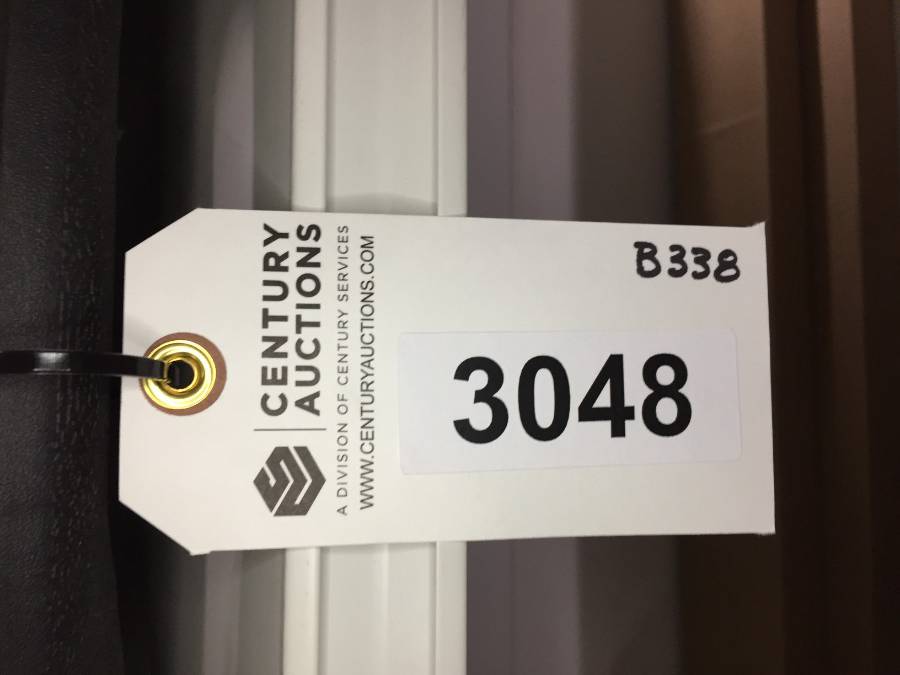 CENTURY
AUCTIONS
A DIVISION OF CENTURY SERVICES
WWW.CENTURYAUCTIONS.COM
B338
3048